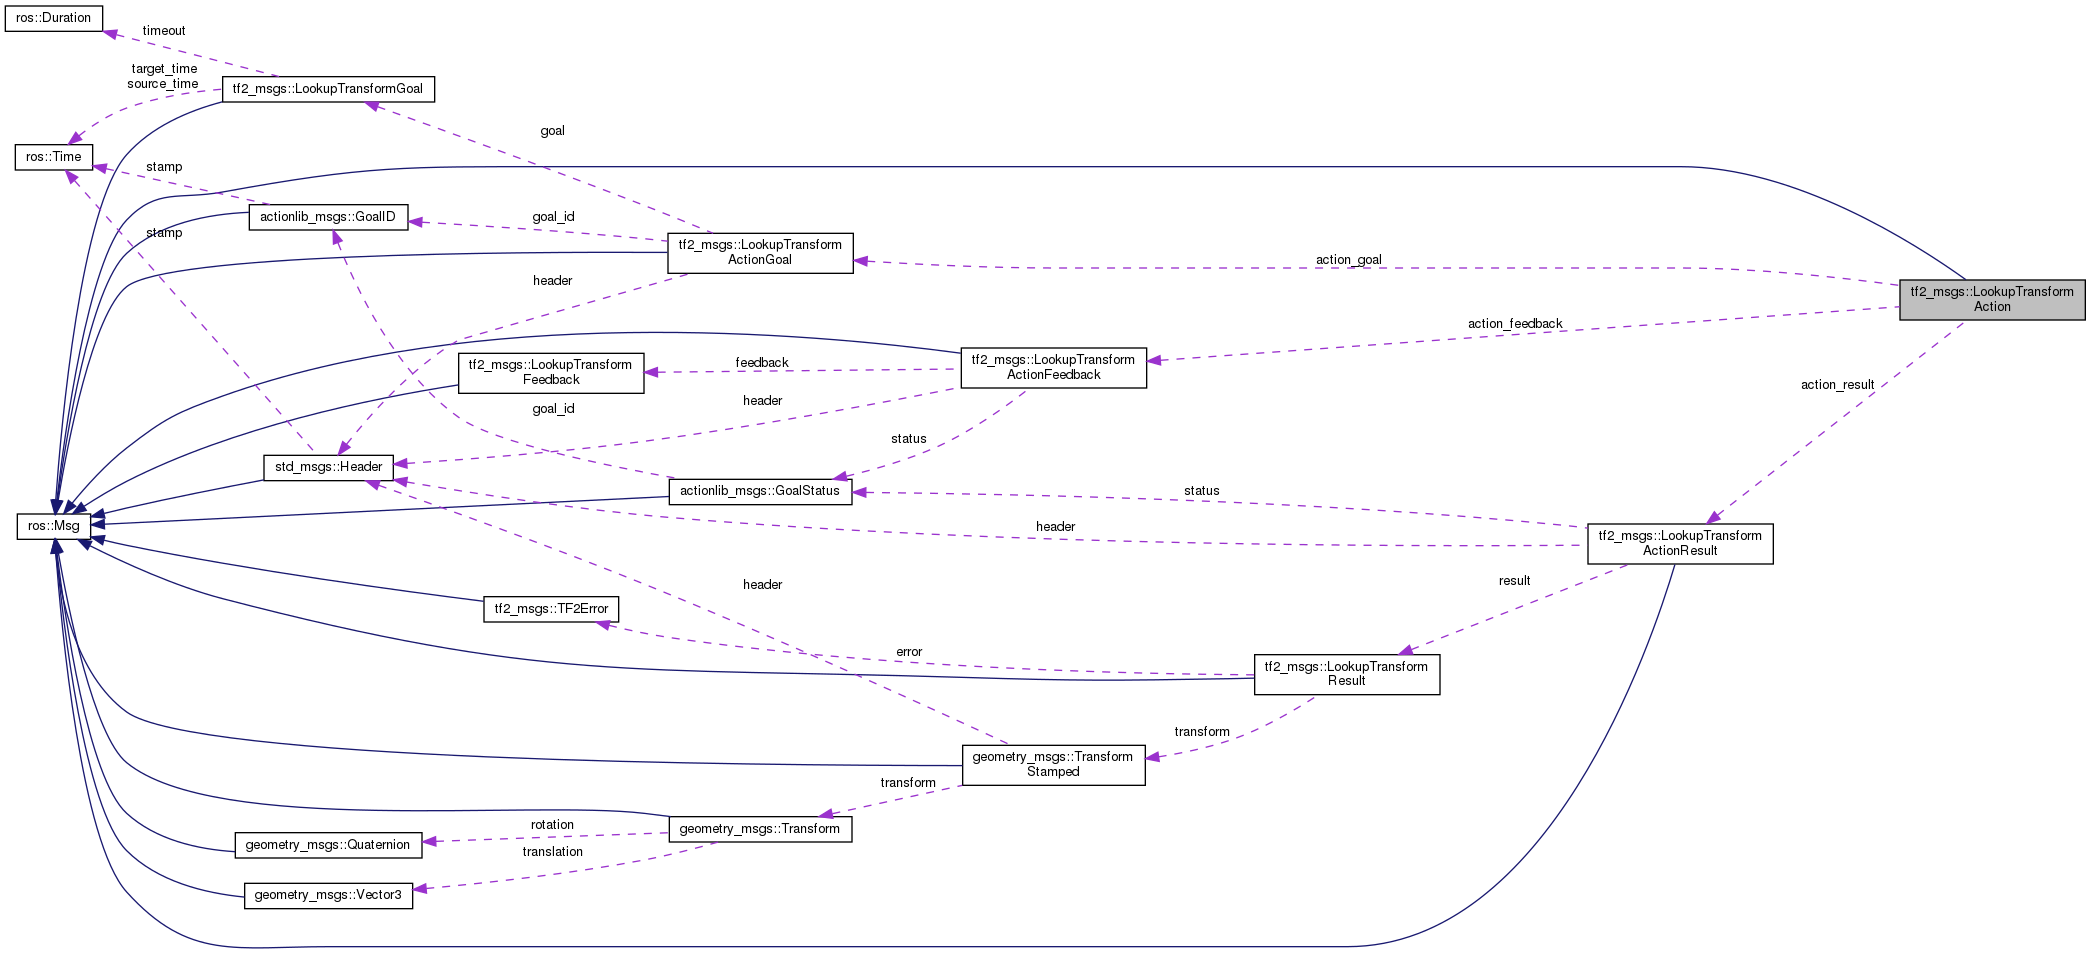 ros::Duration
timeout
target_time
source_time
tf2_msgs::LookupTransformGoal
goal
ros::Time
stamp
actionlib_msgs::GoalID
stamp
goal_id
tf2_msgs::LookupTransform
ActionGoal
action_goal
header
tf2_msgs::LookupTransform
Action
action_feedback
tf2_msgs::LookupTransform
Feedback
feedback
tf2_msgs::LookupTransform
ActionFeedback
action_result
header
goal_id
status
std_msgs::Header
actionlib_msgs::GoalStatus
status
ros::Msg
header
tf2_msgs::LookupTransform
ActionResult
header
result
tf2_msgs::TF2Error
error
tf2_msgs::LookupTransform
Result
transform
geometry_msgs::Transform
Stamped
transform
rotation
geometry_msgs::Transform
geometry_msgs::Quaternion
translation
geometry_msgs::Vector3